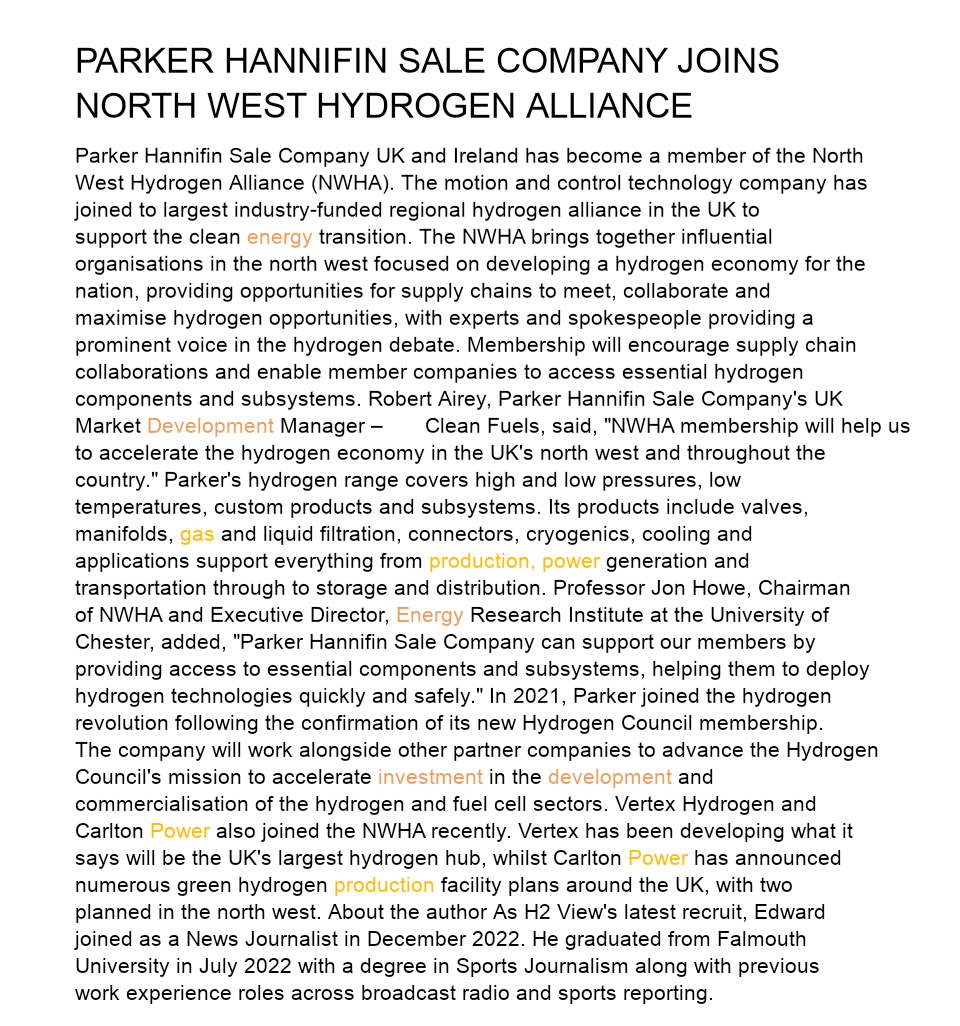 PARKER HANNIFIN SALE COMPANY JOINS
NORTH WEST HYDROGEN ALLIANCE
Parker Hannifin Sale Company UK and Ireland has become a member of the North
West Hydrogen Alliance (NWHA). The motion and control technology company has
joined to largest industry-funded regional hydrogen alliance in the UK to
support the clean energy transition. The NWHA brings together influential
organisations in the north west focused on developing a hydrogen economy for the
nation, providing opportunities for supply chains to meet, collaborate and
maximise hydrogen opportunities, with experts and spokespeople providing a
prominent voice in the hydrogen debate. Membership will encourage supply chain
collaborations and enable member companies to access essential hydrogen
components and subsystems. Robert Airey, Parker Hannifin Sale Company's UK
Market Development Manager – Clean Fuels, said, "NWHA membership will help us
to accelerate the hydrogen economy in the UK's north west and throughout the
country." Parker's hydrogen range covers high and low pressures, low
temperatures, custom products and subsystems. Its products include valves,
manifolds, gas and liquid filtration, connectors, cryogenics, cooling and
applications support everything from production, power generation and
transportation through to storage and distribution. Professor Jon Howe, Chairman
of NWHA and Executive Director, Energy Research Institute at the University of
Chester, added, "Parker Hannifin Sale Company can support our members by
providing access to essential components and subsystems, helping them to deploy
hydrogen technologies quickly and safely." In 2021, Parker joined the hydrogen
revolution following the confirmation of its new Hydrogen Council membership.
The company will work alongside other partner companies to advance the Hydrogen
Council's mission to accelerate investment in the development and
commercialisation of the hydrogen and fuel cell sectors. Vertex Hydrogen and
Carlton Power also joined the NWHA recently. Vertex has been developing what it
says will be the UK's largest hydrogen hub, whilst Carlton Power has announced
numerous green hydrogen production facility plans around the UK, with two
planned in the north west. About the author As H2 View's latest recruit, Edward
joined as a News Journalist in December 2022. He graduated from Falmouth
University in July 2022 with a degree in Sports Journalism along with previous
work experience roles across broadcast radio and sports reporting.